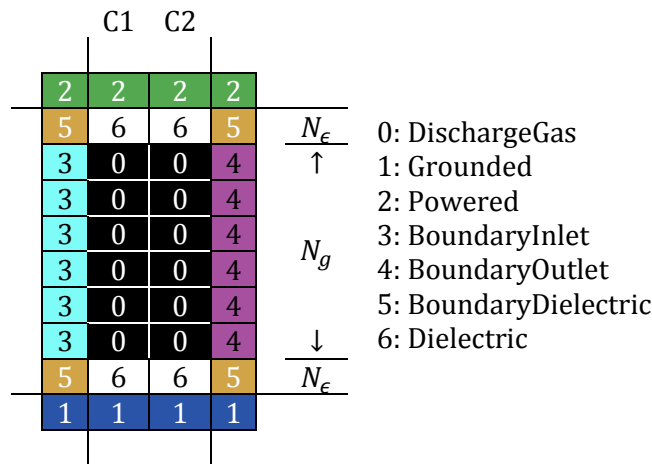 C1 C2
2 2 2 2
5 6 6 5 N_ϵ
3 0 0 4 ↑
3 0 0 4
3 0 0 4
3 0 0 4 N_g
3 0 0 4
3 0 0 4 ↓
5 6 6 5 N_ϵ
1 1 1 1
0: DischargeGas
1: Grounded
2: Powered
3: BoundaryInlet
4: BoundaryOutlet
5: BoundaryDielectric
6: Dielectric